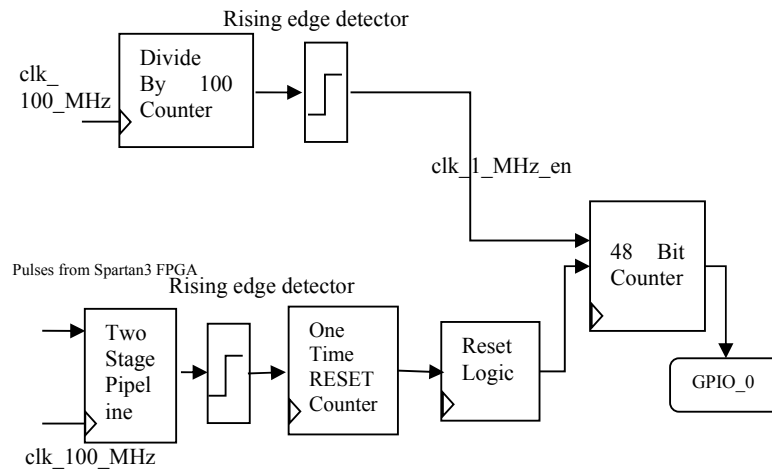 Rising edge detector
Divide
By 100
Counter
clk_
100_MHz
clk_1_MHz_en
48 Bit
Counter
Pulses from Spartan3 FPGA
Rising edge detector
Two
Stage
Pipel
ine
One
Time
RESET
Counter
Reset
Logic
GPIO_0
clk_100_MHz